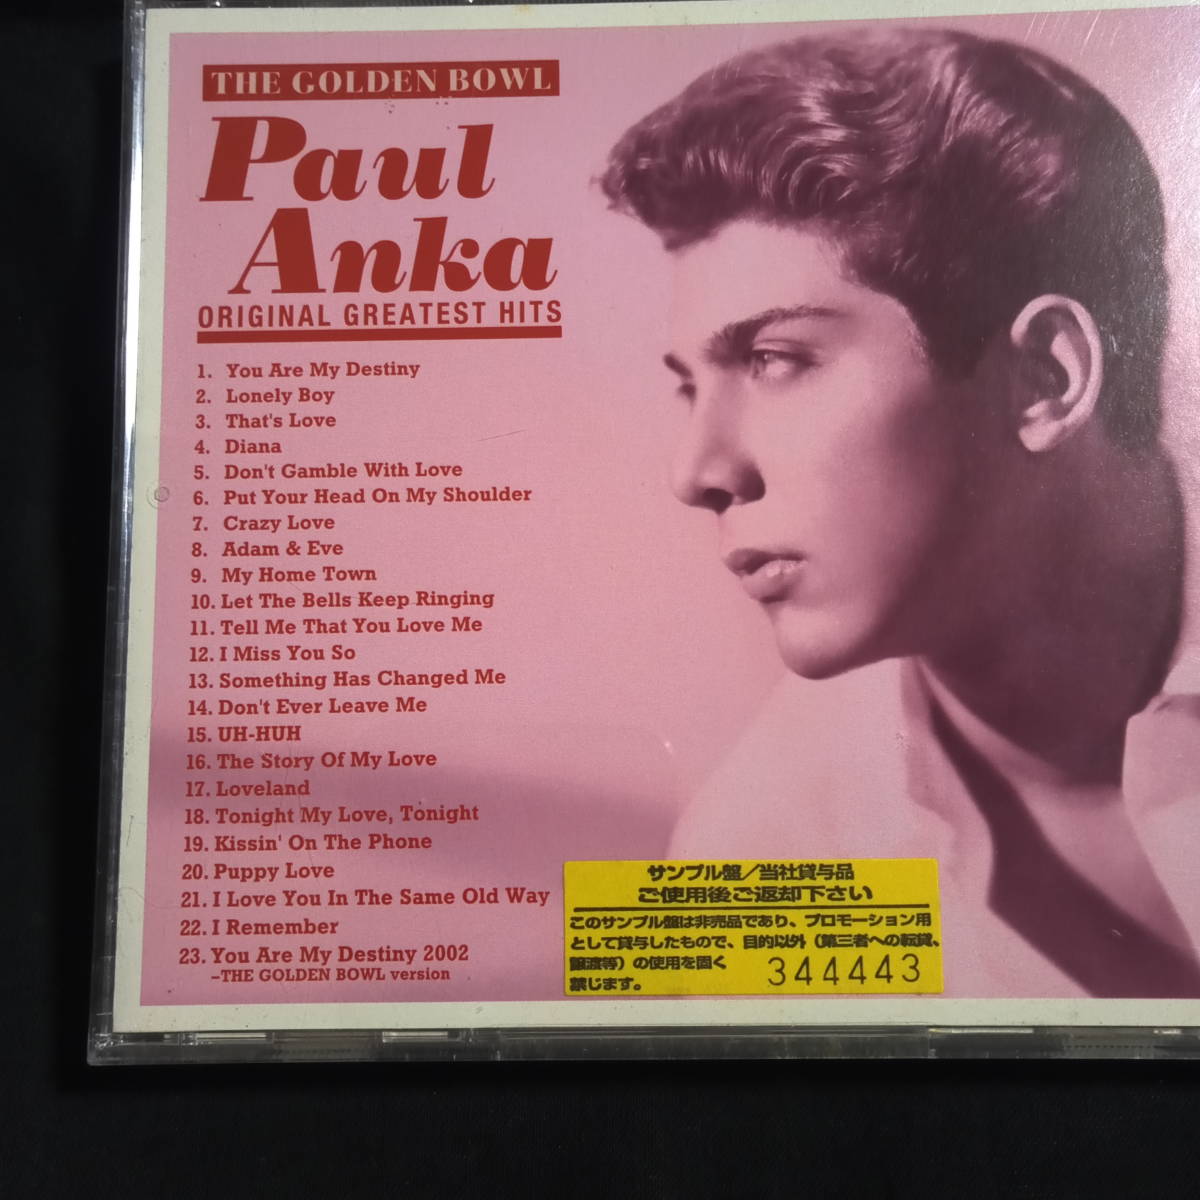 THE GOLDEN BOWL
Paul
Anka
ORIGINAL GREATEST HITS
1. You Are My Destiny
2. Lonely Boy
3. That's Love
4. Diana
5. Don't Gamble With Love
6. Put Your Head On My Shoulder
7. Crazy Love
8. Adam & Eve
9. My Home Town
10. Let The Bells Keep Ringing
11. Tell Me That You Love Me
12. I Miss You So
13. Something Has Changed Me
14. Don't Ever Leave Me
15. UH-HUH
16. The Story Of My Love
17. Loveland
18. Tonight My Love, Tonight
19. Kissin' On The Phone
20. Puppy Love
21. I Love You In The Same Old Way
22. I Remember
23. You Are My Destiny 2002
–THE GOLDEN BOWL version
サンプル盤/当社貸与品
ご使用後ご返却下さい
このサンプル盤は非売品であり、プロモーション用
として貸与したもので、目的以外(第三者への転貸、
譲渡等)の使用を固く
禁じます。 344443